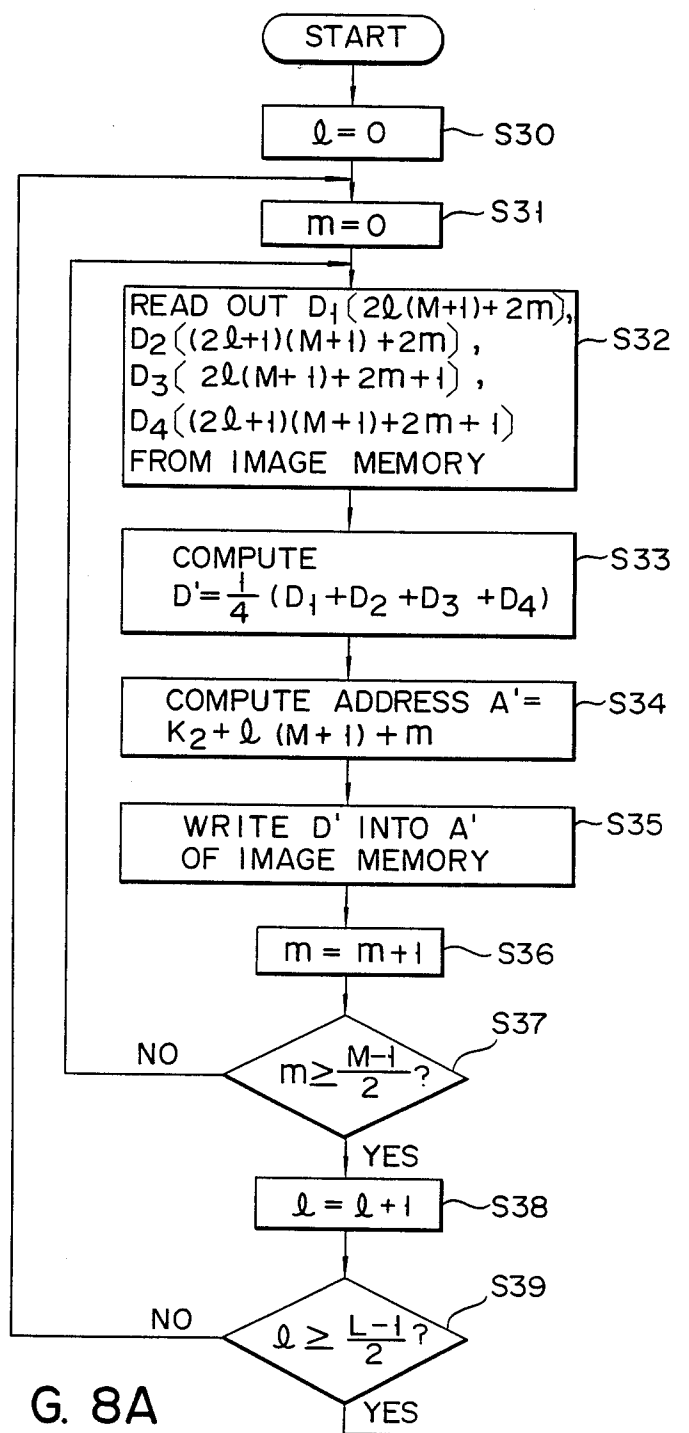 START
ℓ = 0
S30
m = 0
S31
READ OUT D₁(2ℓ(M+1)+2m),
D₂((2ℓ+1)(M+1)+2m),
D₃( 2ℓ(M+1)+2m+1),
D₄((2ℓ+1)(M+1)+2m+1)
FROM IMAGE MEMORY
S32
COMPUTE
D'=1/4 (D₁+D₂+D₃+D₄)
S33
COMPUTE ADDRESS A'=
K₂+ℓ (M+1)+m
S34
WRITE D' INTO A'
OF IMAGE MEMORY
S35
m = m+1
S36
S37
NO
m≥(M-1)/2?
YES
ℓ = ℓ+1
S38
S39
NO
ℓ ≥ (L-1)/2?
YES
G. 8A